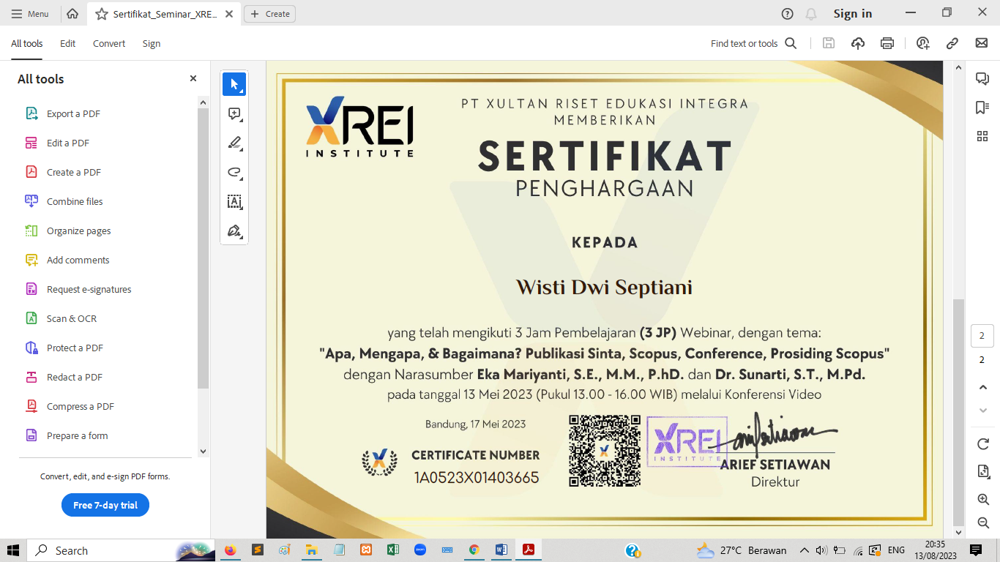 Menu
Sertifikat_Seminar_XRE...
Create
Sign in
All tools
Edit
Convert
Sign
Find text or tools
All tools
Export a PDF
Edit a PDF
Create a PDF
Combine files
Organize pages
Add comments
Request e-signatures
Scan & OCR
Protect a PDF
Redact a PDF
Compress a PDF
Prepare a form
Convert, edit, and e-sign PDF forms.
Free 7-day trial
XREI
INSTITUTE
PT XULTAN RISET EDUKASI INTEGRA
MEMBERIKAN
SERTIFIKAT
PENGHARGAAN
KEPADA
Wisti Dwi Septiani
yang telah mengikuti 3 Jam Pembelajaran (3 JP) Webinar, dengan tema:
"Apa, Mengapa, & Bagaimana? Publikasi Sinta, Scopus, Conference, Prosiding Scopus"
dengan Narasumber Eka Mariyanti, S.E., M.M., P.hD. dan Dr. Sunarti, S.T., M.Pd.
pada tanggal 13 Mei 2023 (Pukul 13.00 - 16.00 WIB) melalui Konferensi Video
Bandung, 17 Mei 2023
CERTIFICATE NUMBER
1A0523X01403665
XREI
INSTITUTE
ARIEF SETIAWAN
Direktur
2
2
Search
27°C Berawan
ENG
20:35
13/08/2023